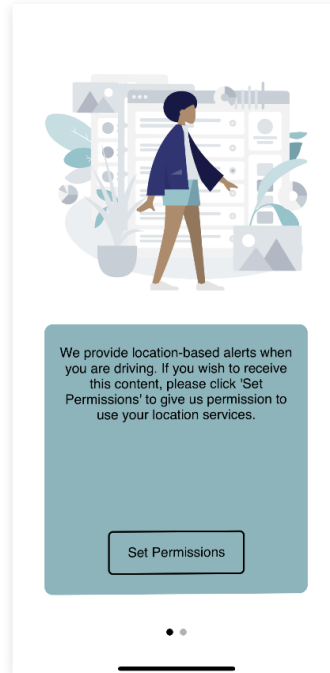 We provide location-based alerts when
you are driving. If you wish to receive
this content, please click 'Set
Permissions' to give us permission to
use your location services.
Set Permissions